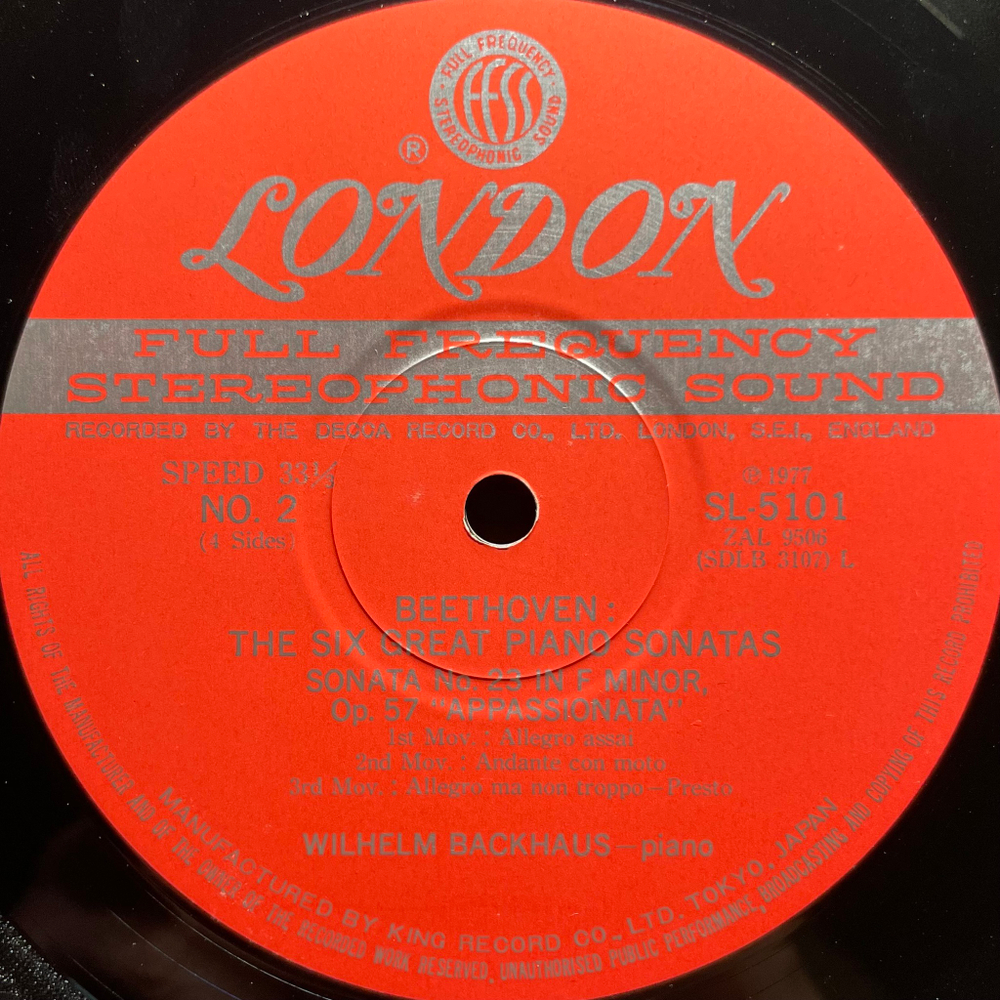 FULL FREQUENCY
STEREOPHONIC SOUND
FFSS
®
LONDON
FULL FREQUENCY
STEREOPHONIC SOUND
RECORDED BY THE DECCA RECORD CO., LTD. LONDON, S.E.I., ENGLAND
SPEED 33⅓
NO. 2
(4 Sides)
℗ 1977
SL-5101
ZAL 9506
(SDLB 3107) L
BEETHOVEN :
THE SIX GREAT PIANO SONATAS
SONATA No. 23 IN F MINOR,
Op. 57 "APPASSIONATA"
1st Mov. : Allegro assai
2nd Mov. : Andante con moto
3rd Mov. : Allegro ma non troppo – Presto
WILHELM BACKHAUS — piano
MANUFACTURED BY KING RECORD CO., LTD. TOKYO, JAPAN
ALL RIGHTS OF THE MANUFACTURER AND OF THE OWNER OF THE RECORDED WORK RESERVED, UNAUTHORISED PUBLIC PERFORMANCE, BROADCASTING AND COPYING OF THIS RECORD PROHIBITED